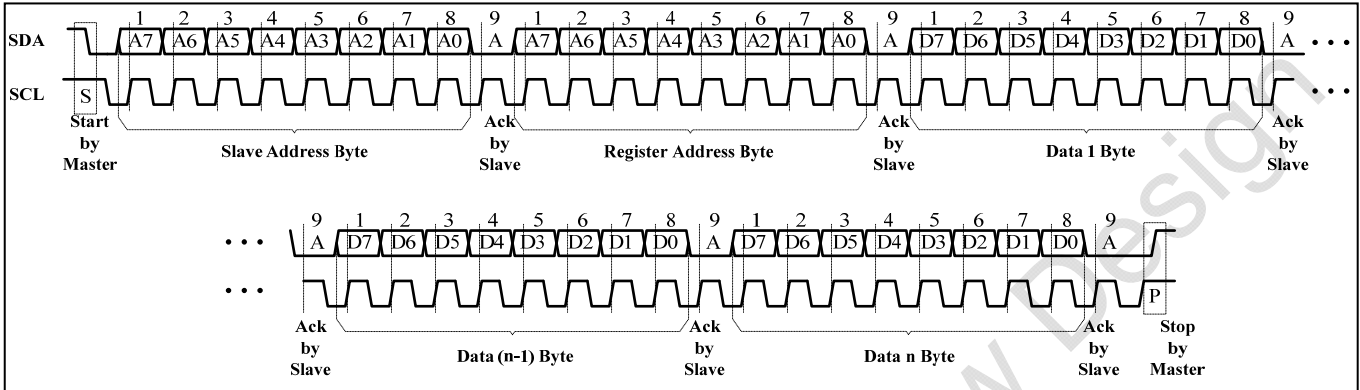 1 2 3 4 5 6 7 8 9 1 2 3 4 5 6 7 8 9 1 2 3 4 5 6 7 8 9
SDA A7 A6 A5 A4 A3 A2 A1 A0 A A7 A6 A5 A4 A3 A2 A1 A0 A D7 D6 D5 D4 D3 D2 D1 D0 A • • •
SCL S • • •
Start by Master
Slave Address Byte
Ack by Slave
Register Address Byte
Ack by Slave
Data 1 Byte
Ack by Slave
9 1 2 3 4 5 6 7 8 9 1 2 3 4 5 6 7 8 9
• • • A D7 D6 D5 D4 D3 D2 D1 D0 A D7 D6 D5 D4 D3 D2 D1 D0 A
• • • P
Ack by Slave
Data (n-1) Byte
Ack by Slave
Data n Byte
Ack by Slave
Stop by Master
w Design